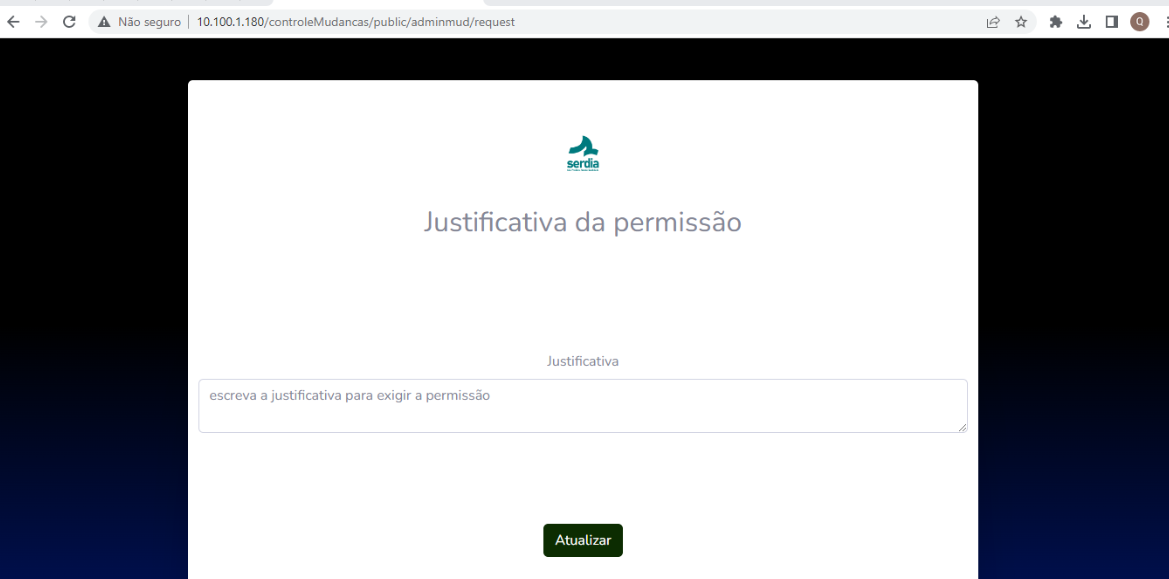 Não seguro
10.100.1.180/controleMudancas/public/adminmud/request
Q
serdia
Justificativa da permissão
Justificativa
escreva a justificativa para exigir a permissão
Atualizar